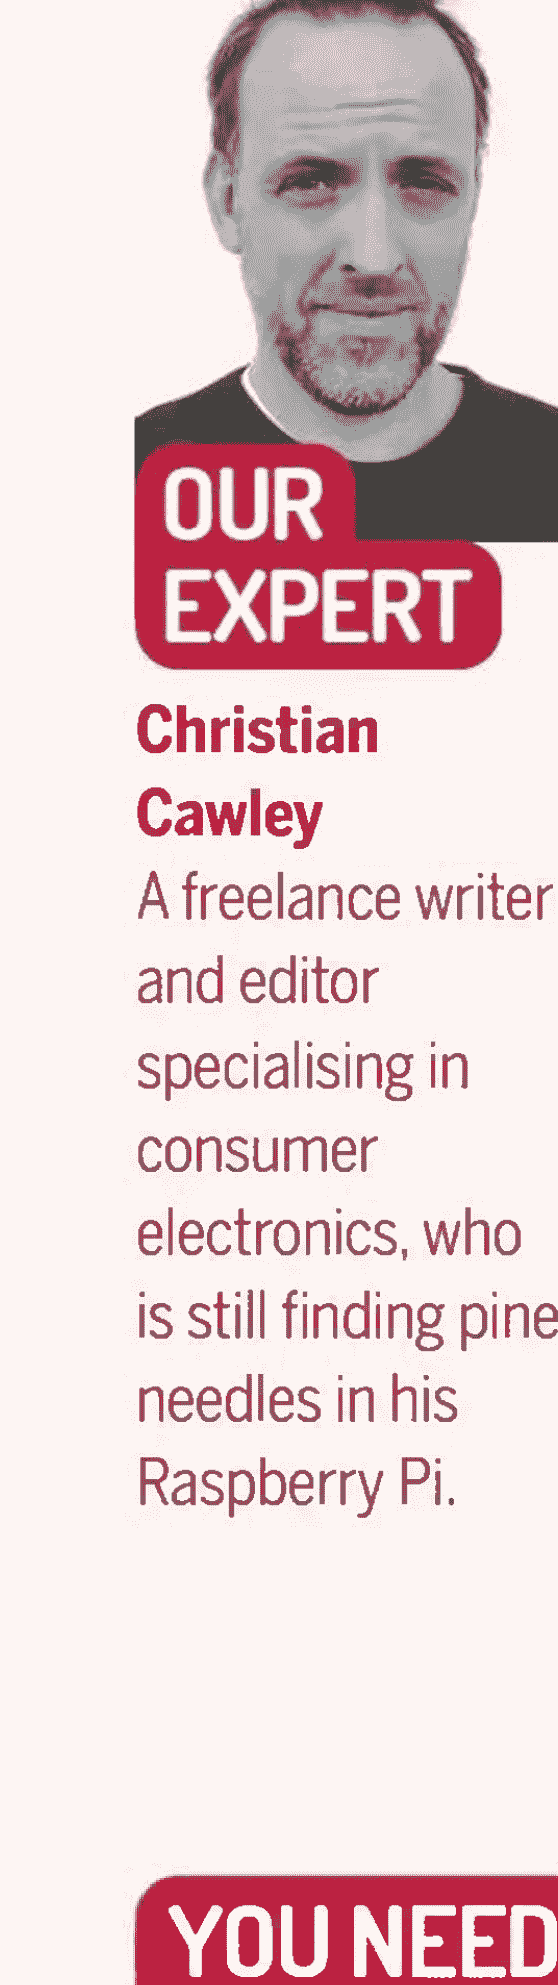 OUR
EXPERT
Christian
Cawley
A freelance writer
and editor
specialising in
consumer
electronics, who
is still finding pine
needles in his
Raspberry Pi.
YOU NEED